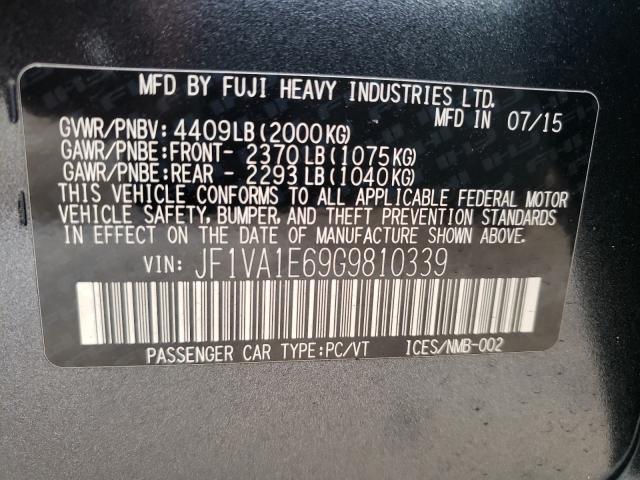 MFD BY FUJI HEAVY INDUSTRIES LTD.
MFD IN 07/15
GVWR/PNBV: 4409LB(2000KG)
GAWR/PNBE:FRONT- 2370LB(1075KG)
GAWR/PNBE:REAR - 2293LB(1040KG)
THIS VEHICLE CONFORMS TO ALL APPLICABLE FEDERAL MOTOR
VEHICLE SAFETY, BUMPER, AND THEFT PREVENTION STANDARDS
IN EFFECT ON THE DATE OF MANUFACTURE SHOWN ABOVE.
VIN: JF1VA1E69G9810339
PASSENGER CAR TYPE:PC/VT ICES/NMB-002